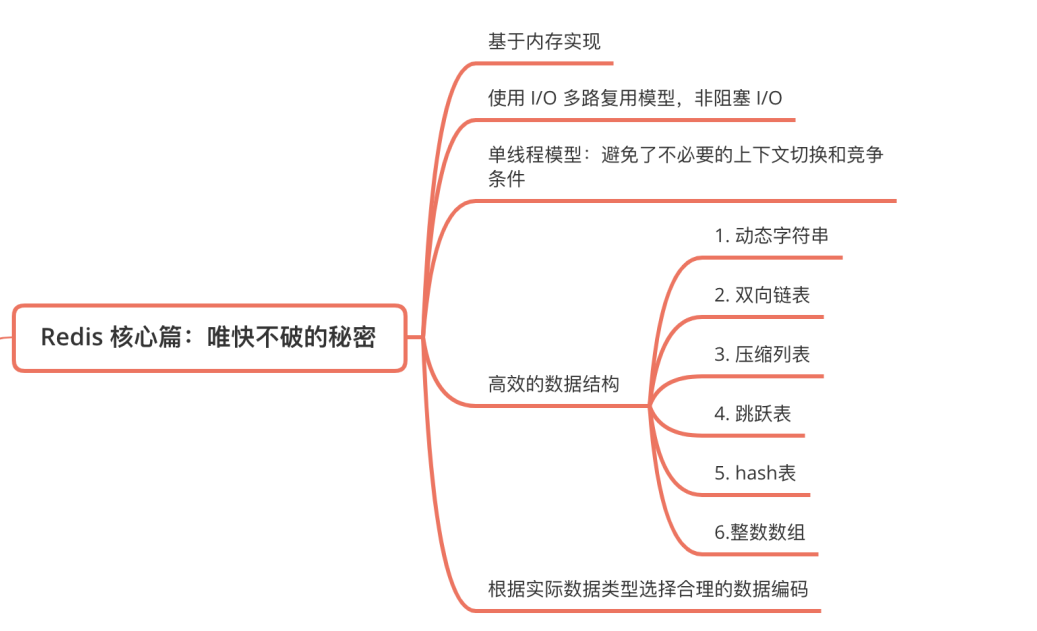 基于内存实现
使用 I/O 多路复用模型，非阻塞 I/O
单线程模型：避免了不必要的上下文切换和竞争
条件
Redis 核心篇：唯快不破的秘密
高效的数据结构
1. 动态字符串
2. 双向链表
3. 压缩列表
4. 跳跃表
5. hash表
6.整数数组
根据实际数据类型选择合理的数据编码